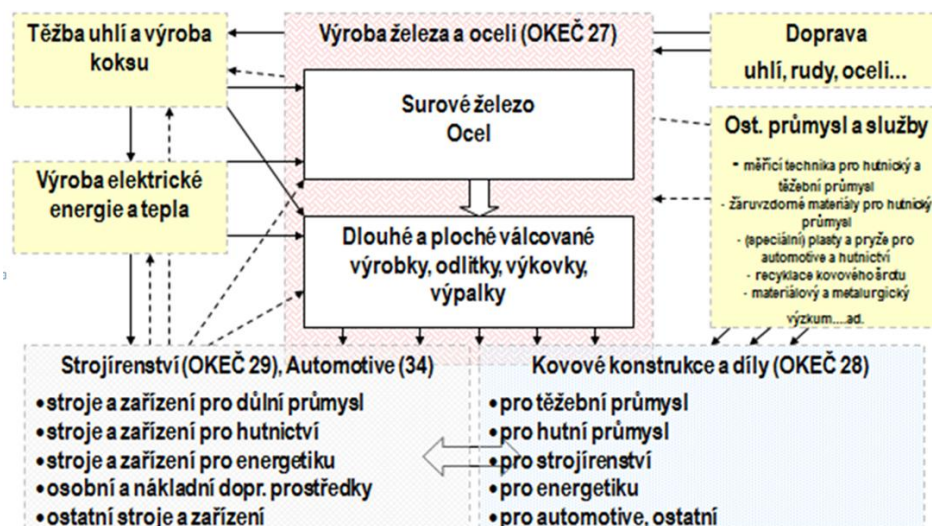 Těžba uhlí a výroba
koksu
Výroba železa a oceli (OKEČ 27)
Doprava
uhlí, rudy, oceli...
Surové železo
Ocel
Ost. průmysl a služby
- měřicí technika pro hutnický a
těžební průmysl
- žáruvzdorné materiály pro hutnický
průmysl
- (speciální) plasty a pryže pro
automotive a hutnictví
- recyklace kovového šrotu
- materiálový a metalurgický
výzkum....ad.
Výroba elektrické
energie a tepla
Dlouhé a ploché válcované
výrobky, odlitky, výkovky,
výpalky
Strojírenství (OKEČ 29), Automotive (34)
•stroje a zařízení pro důlní průmysl
•stroje a zařízení pro hutnictví
•stroje a zařízení pro energetiku
•osobní a nákladní dopr. prostředky
•ostatní stroje a zařízení
Kovové konstrukce a díly (OKEČ 28)
•pro těžební průmysl
•pro hutní průmysl
•pro strojírenství
•pro energetiku
•pro automotive, ostatní